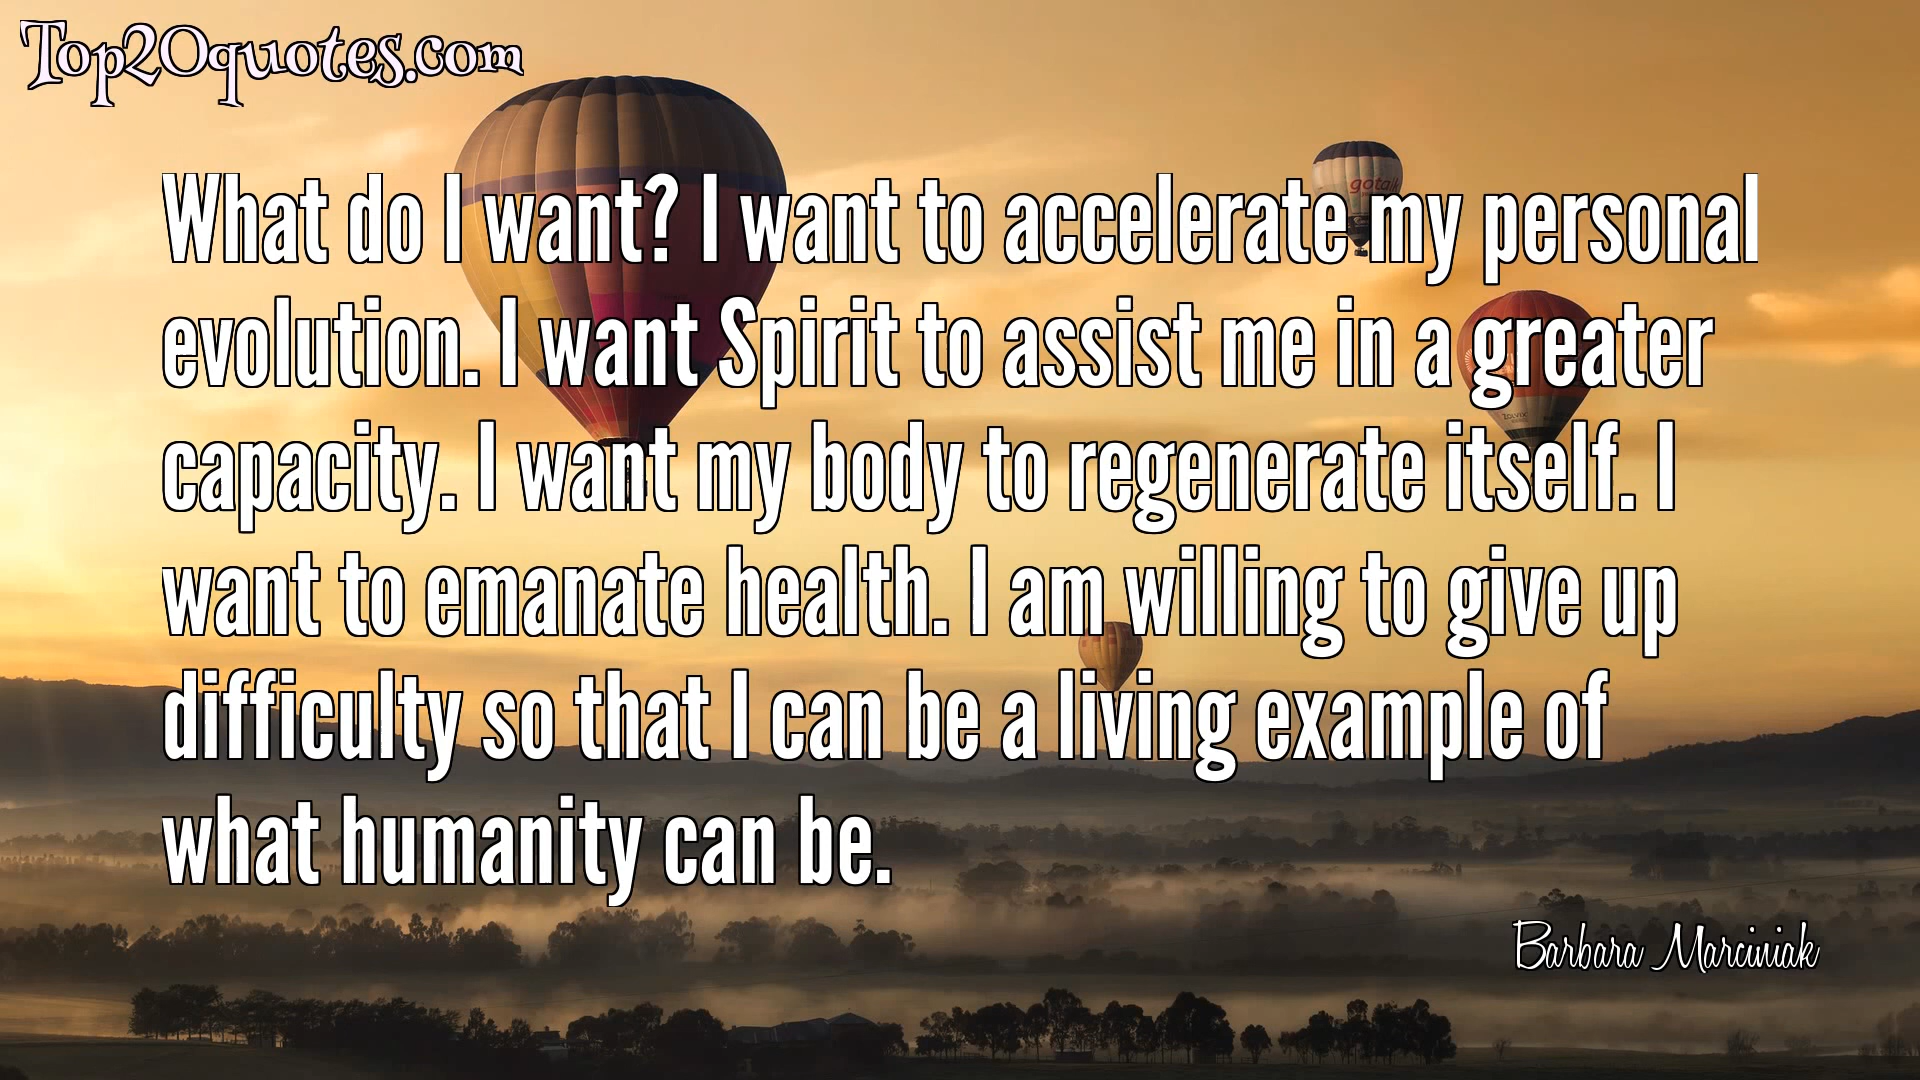 Top20quotes.com
What do I want? I want to accelerate my personal
evolution. I want Spirit to assist me in a greater
capacity. I want my body to regenerate itself. I
want to emanate health. I am willing to give up
difficulty so that I can be a living example of
what humanity can be.
Barbara Marciniak
gotalk